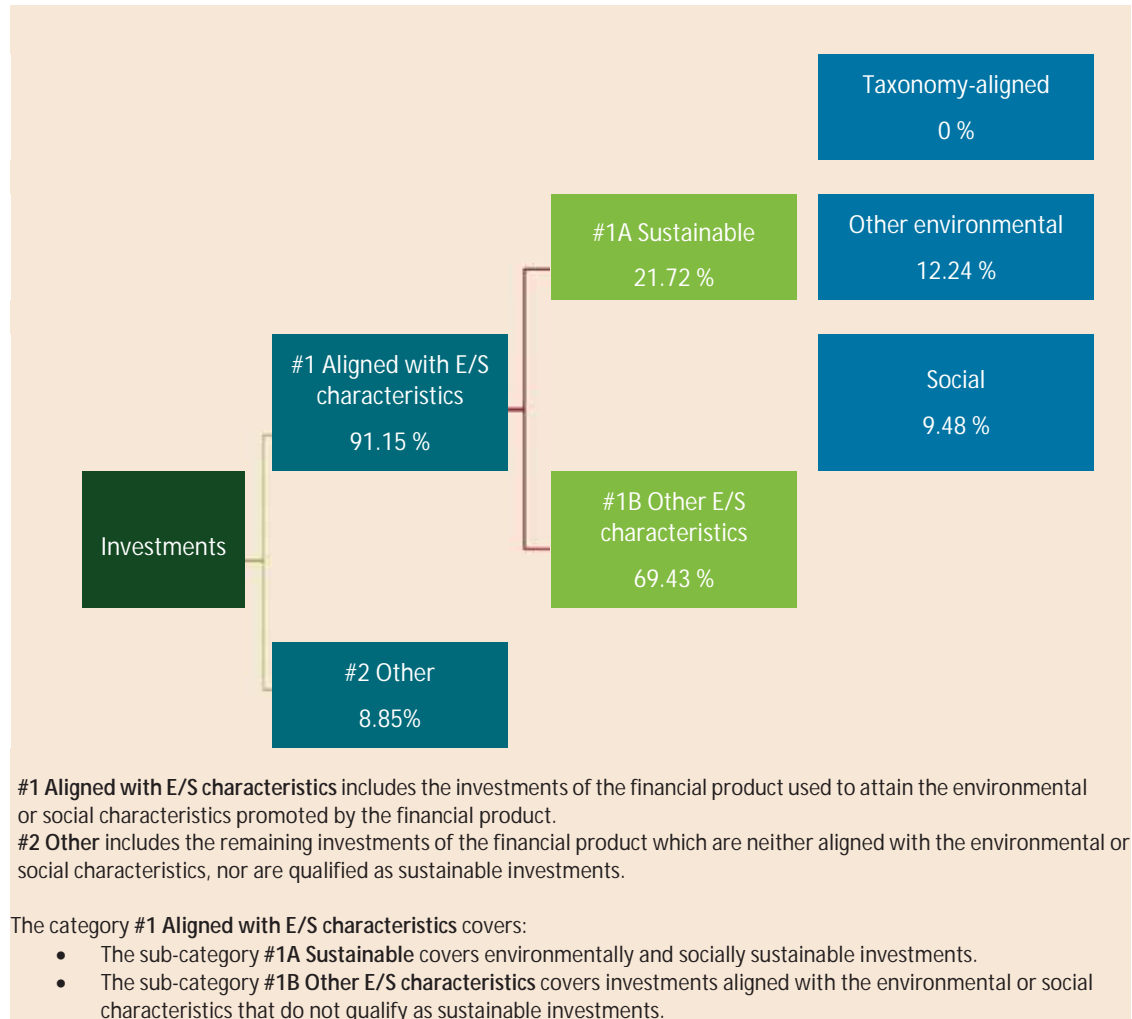 Taxonomy-aligned
0 %
#1A Sustainable
21.72 %
Other environmental
12.24 %
#1 Aligned with E/S
characteristics
91.15 %
Social
9.48 %
Investments
#1B Other E/S
characteristics
69.43 %
#2 Other
8.85%
#1 Aligned with E/S characteristics includes the investments of the financial product used to attain the environmental
or social characteristics promoted by the financial product.
#2 Other includes the remaining investments of the financial product which are neither aligned with the environmental or
social characteristics, nor are qualified as sustainable investments.
The category #1 Aligned with E/S characteristics covers:
• The sub-category #1A Sustainable covers environmentally and socially sustainable investments.
• The sub-category #1B Other E/S characteristics covers investments aligned with the environmental or social
characteristics that do not qualify as sustainable investments.